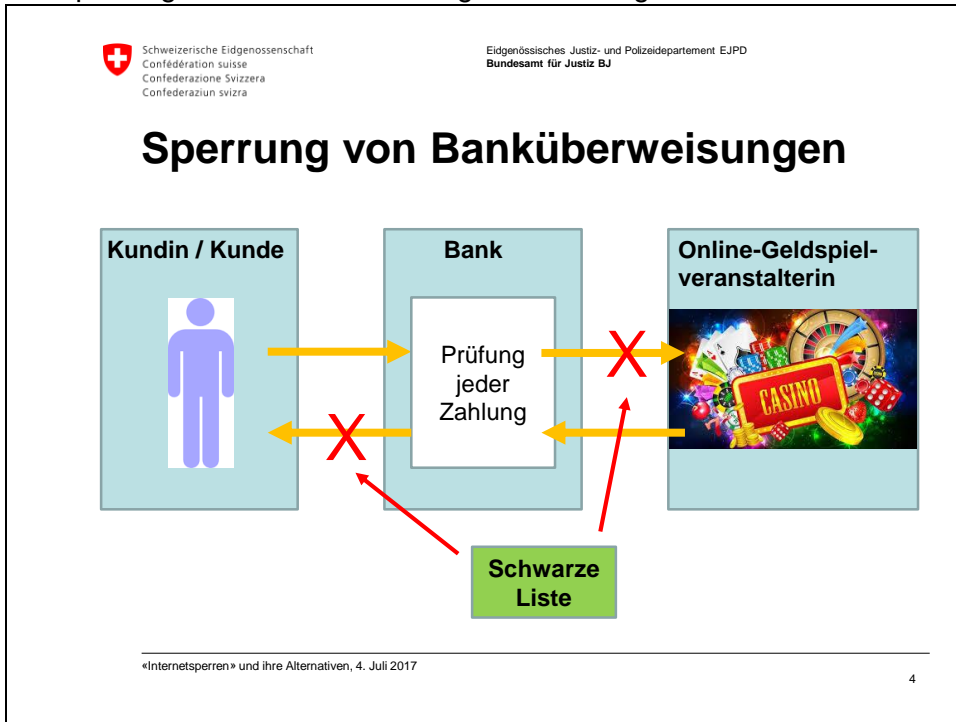 Schweizerische Eidgenossenschaft
Confédération suisse
Confederazione Svizzera
Confederaziun svizra
Eidgenössisches Justiz- und Polizeidepartement EJPD
Bundesamt für Justiz BJ
Sperrung von Banküberweisungen
Kundin / Kunde
Bank
Online-Geldspiel-
veranstalterin
Prüfung
jeder
Zahlung
X
X
CASINO
Schwarze
Liste
«Internetsperren» und ihre Alternativen, 4. Juli 2017
4